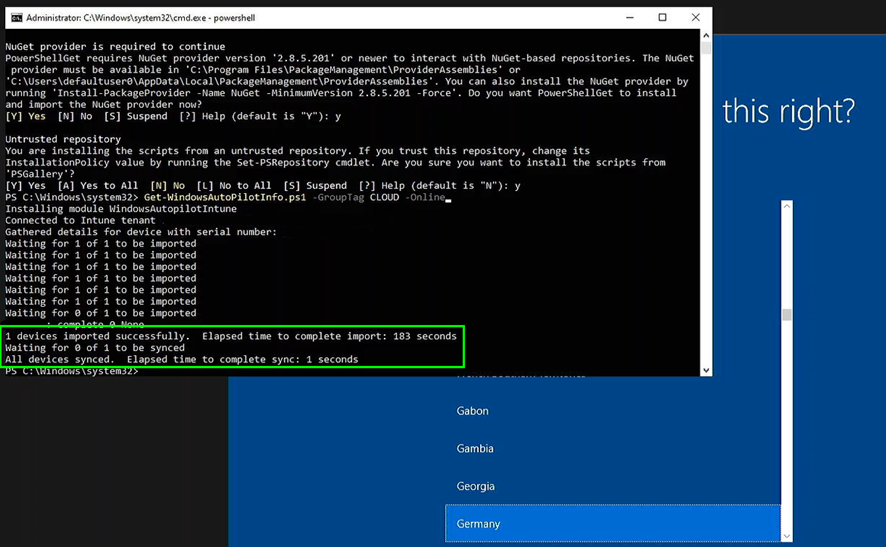 Administrator: C:\Windows\system32\cmd.exe - powershell
NuGet provider is required to continue
PowerShellGet requires NuGet provider version '2.8.5.201' or newer to interact with NuGet-based repositories. The NuGet
provider must be available in 'C:\Program Files\PackageManagement\ProviderAssemblies' or
'C:\Users\defaultuser0\AppData\Local\PackageManagement\ProviderAssemblies'. You can also install the NuGet provider by
running 'Install-PackageProvider -Name NuGet -MinimumVersion 2.8.5.201 -Force'. Do you want PowerShellGet to install
and import the NuGet provider now?
[Y] Yes [N] No [S] Suspend [?] Help (default is "Y"): y
Untrusted repository
You are installing the scripts from an untrusted repository. If you trust this repository, change its
InstallationPolicy value by running the Set-PSRepository cmdlet. Are you sure you want to install the scripts from
'PSGallery'?
[Y] Yes [A] Yes to All [N] No [L] No to All [S] Suspend [?] Help (default is "N"): y
PS C:\Windows\system32> Get-WindowsAutoPilotInfo.ps1 -GroupTag CLOUD -Online
Installing module WindowsAutopilotIntune
Connected to Intune tenant
Gathered details for device with serial number:
Waiting for 1 of 1 to be imported
Waiting for 1 of 1 to be imported
Waiting for 1 of 1 to be imported
Waiting for 1 of 1 to be imported
Waiting for 1 of 1 to be imported
Waiting for 1 of 1 to be imported
Waiting for 0 of 1 to be imported
: complete 0 None
1 devices imported successfully. Elapsed time to complete import: 183 seconds
Waiting for 0 of 1 to be synced
All devices synced. Elapsed time to complete sync: 1 seconds
PS C:\Windows\system32>
this right?
Gabon
Gambia
Georgia
Germany